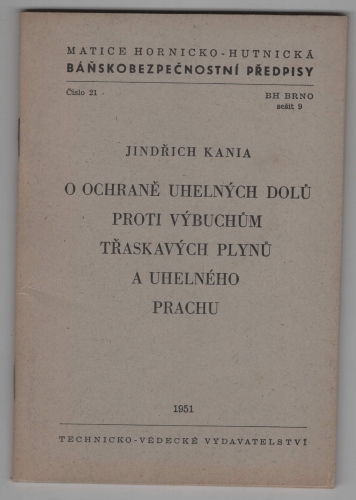 MATICE HORNICKO-HUTNICKÁ
BÁŇSKOBEZPEČNOSTNÍ PŘEDPISY
Číslo 21
BH BRNO
sešit 9
JINDŘICH KANIA
O OCHRANĚ UHELNÝCH DOLŮ
PROTI VÝBUCHŮM
TŘASKAVÝCH PLYNŮ
A UHELNÉHO
PRACHU
1951
TECHNICKO-VĚDECKÉ VYDAVATELSTVÍ